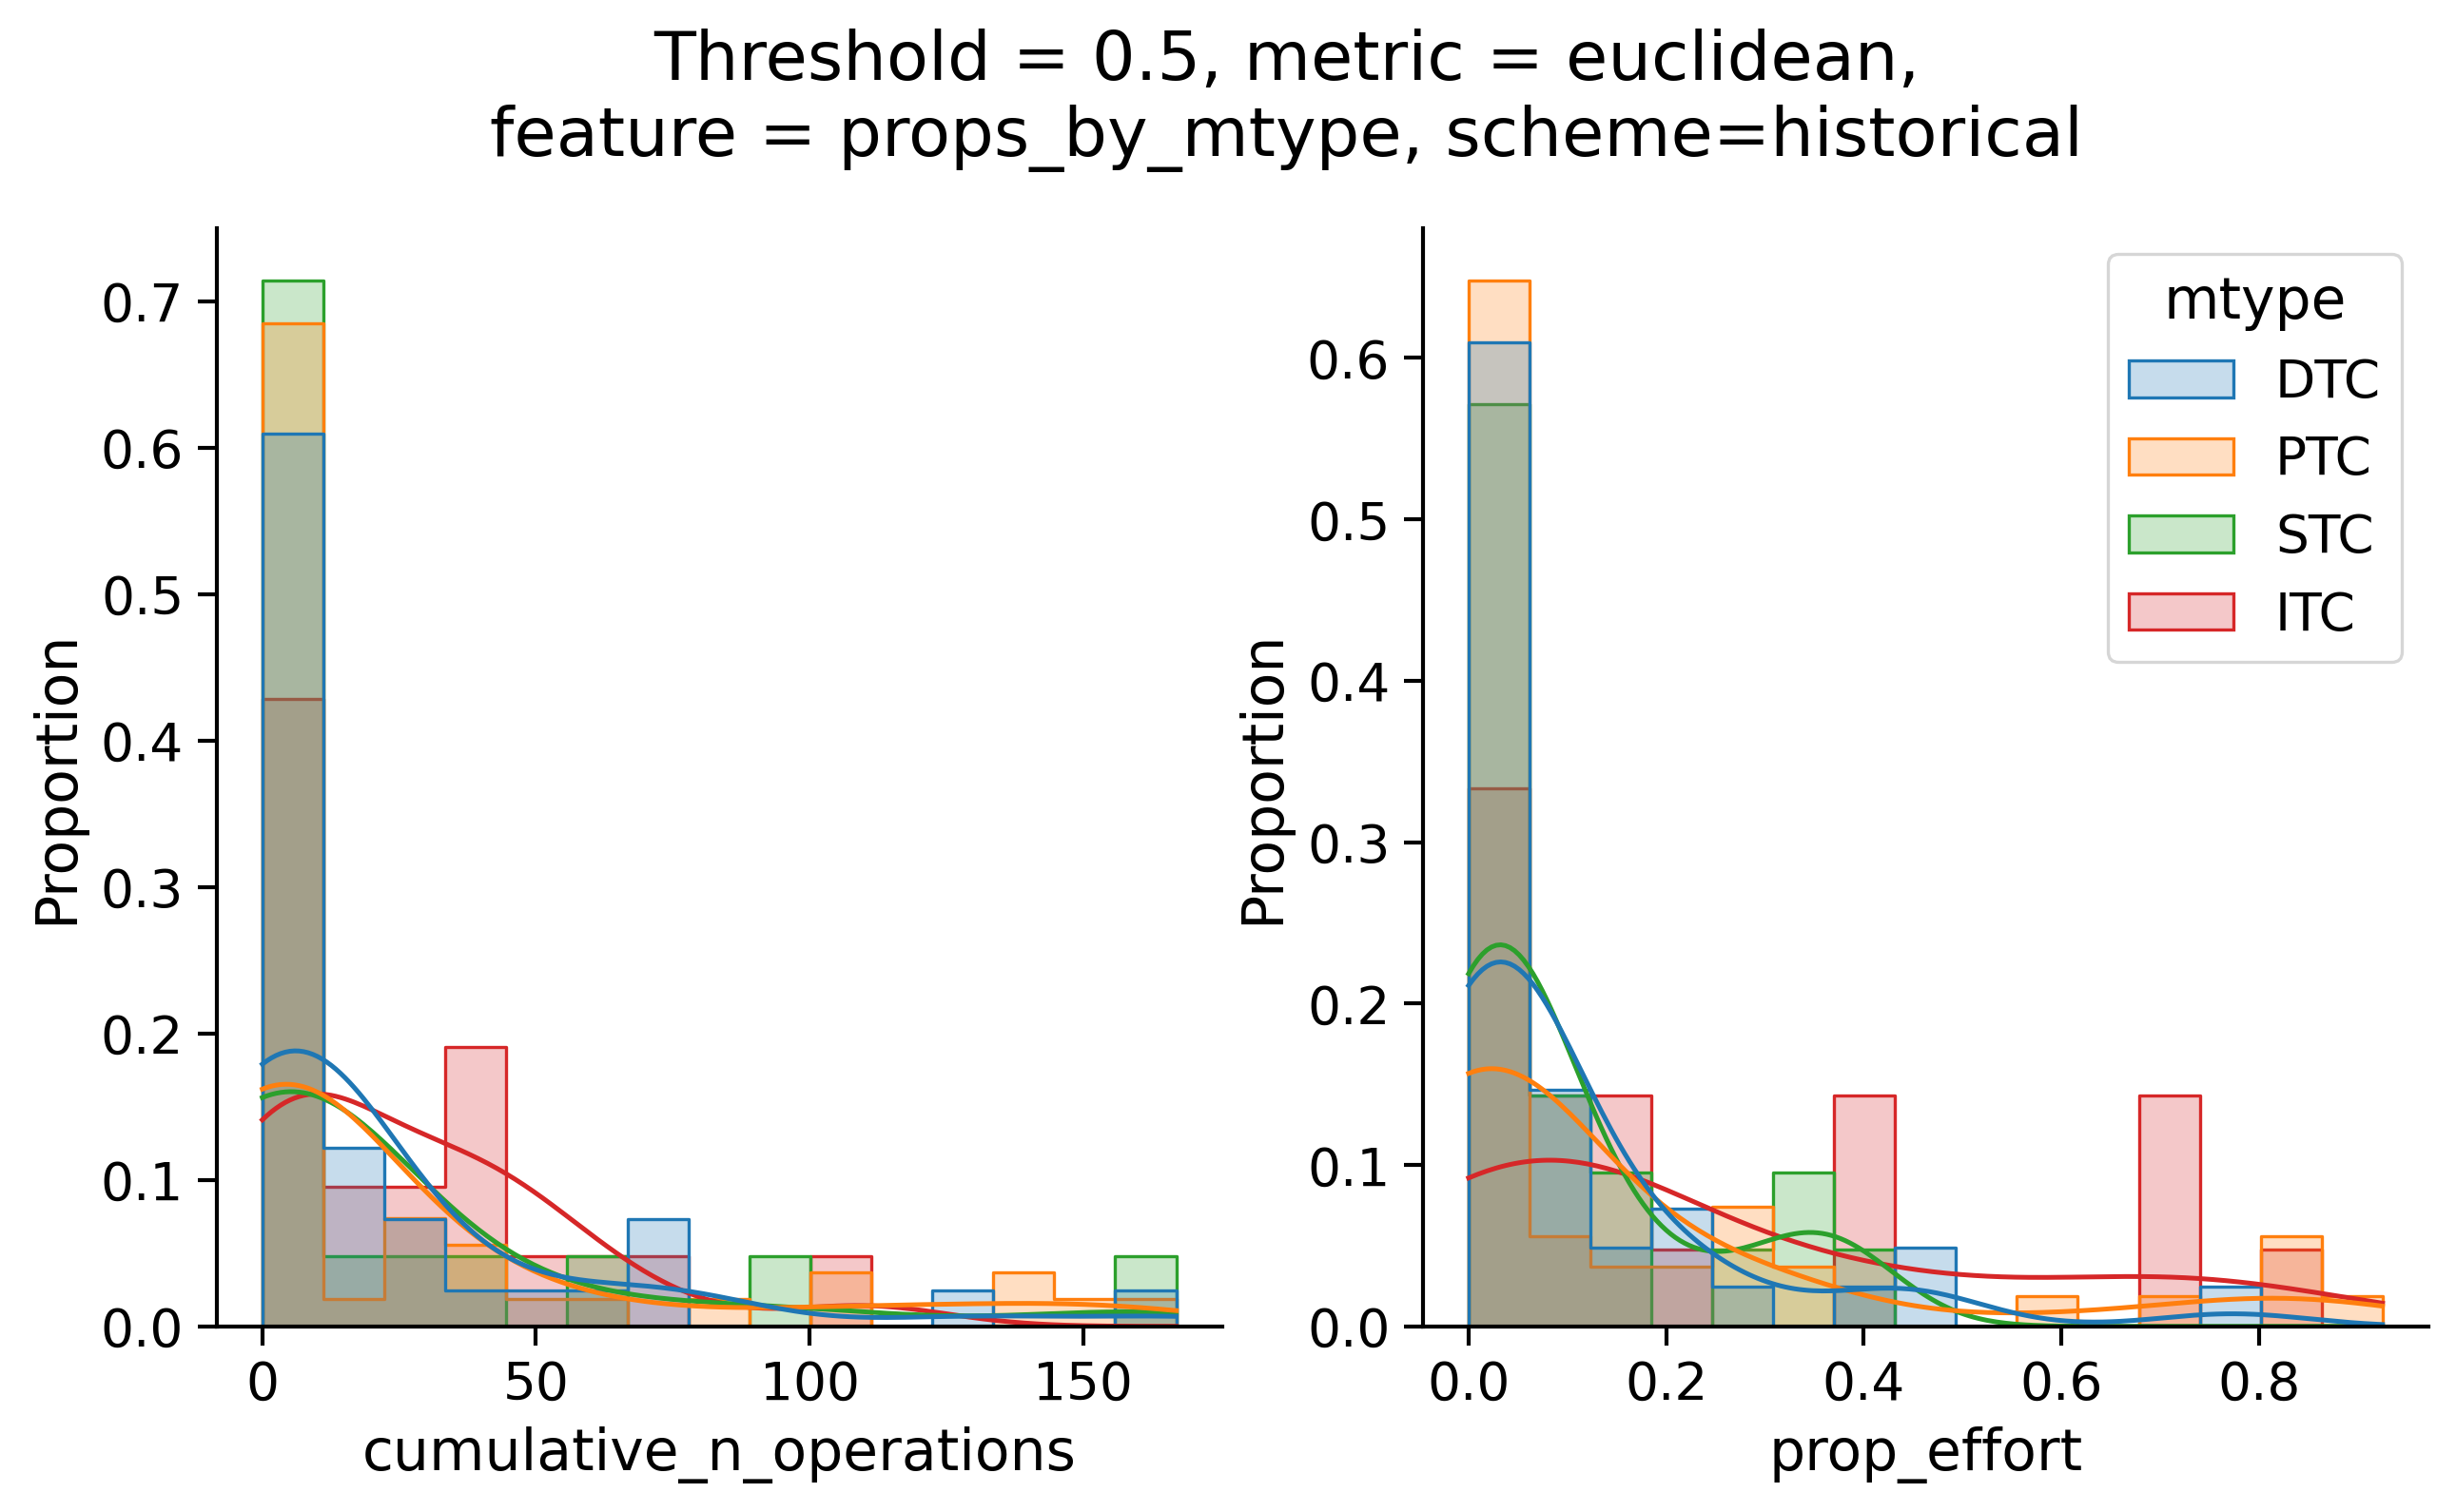 Threshold = 0.5, metric = euclidean,
feature = props_by_mtype, scheme=historical
Proportion
0.7
0.6
0.5
0.4
0.3
0.2
0.1
0.0
0
50
100
150
cumulative_n_operations
Proportion
0.6
0.5
0.4
0.3
0.2
0.1
0.0
0.0
0.2
0.4
0.6
0.8
prop_effort
mtype
DTC
PTC
STC
ITC